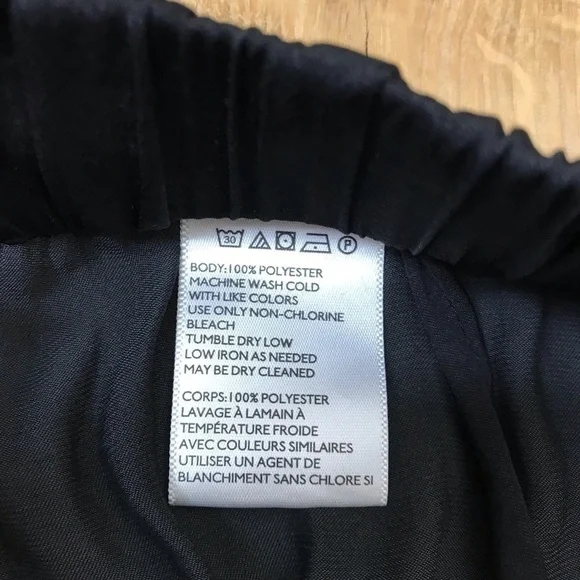 30 P
BODY:100% POLYESTER
MACHINE WASH COLD
WITH LIKE COLORS
USE ONLY NON-CHLORINE
BLEACH
TUMBLE DRY LOW
LOW IRON AS NEEDED
MAY BE DRY CLEANED
CORPS:100% POLYESTER
LAVAGE À LAMAIN À
TEMPÉRATURE FROIDE
AVEC COULEURS SIMILAIRES
UTILISER UN AGENT DE
BLANCHIMENT SANS CHLORE SI